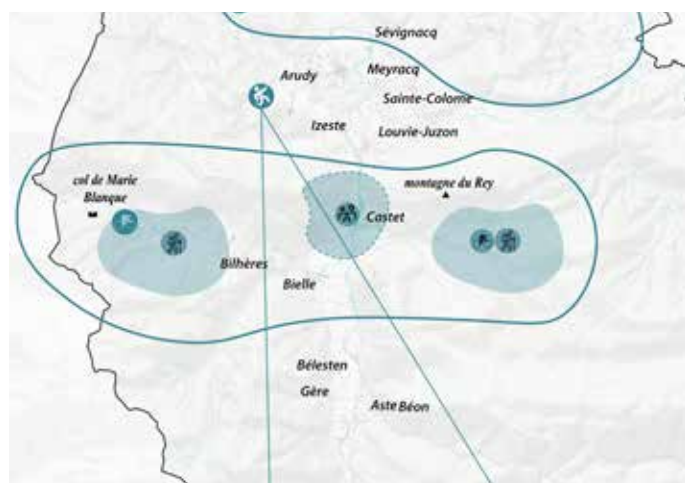 Sévignacq
Meyracq
Arudy
Sainte-Colome
Izeste
Louvie-Juzon
col de Marie
Blanque
montagne du Rey
Castet
Bilhères
Bielle
Bélesten
Gère
Aste Béon